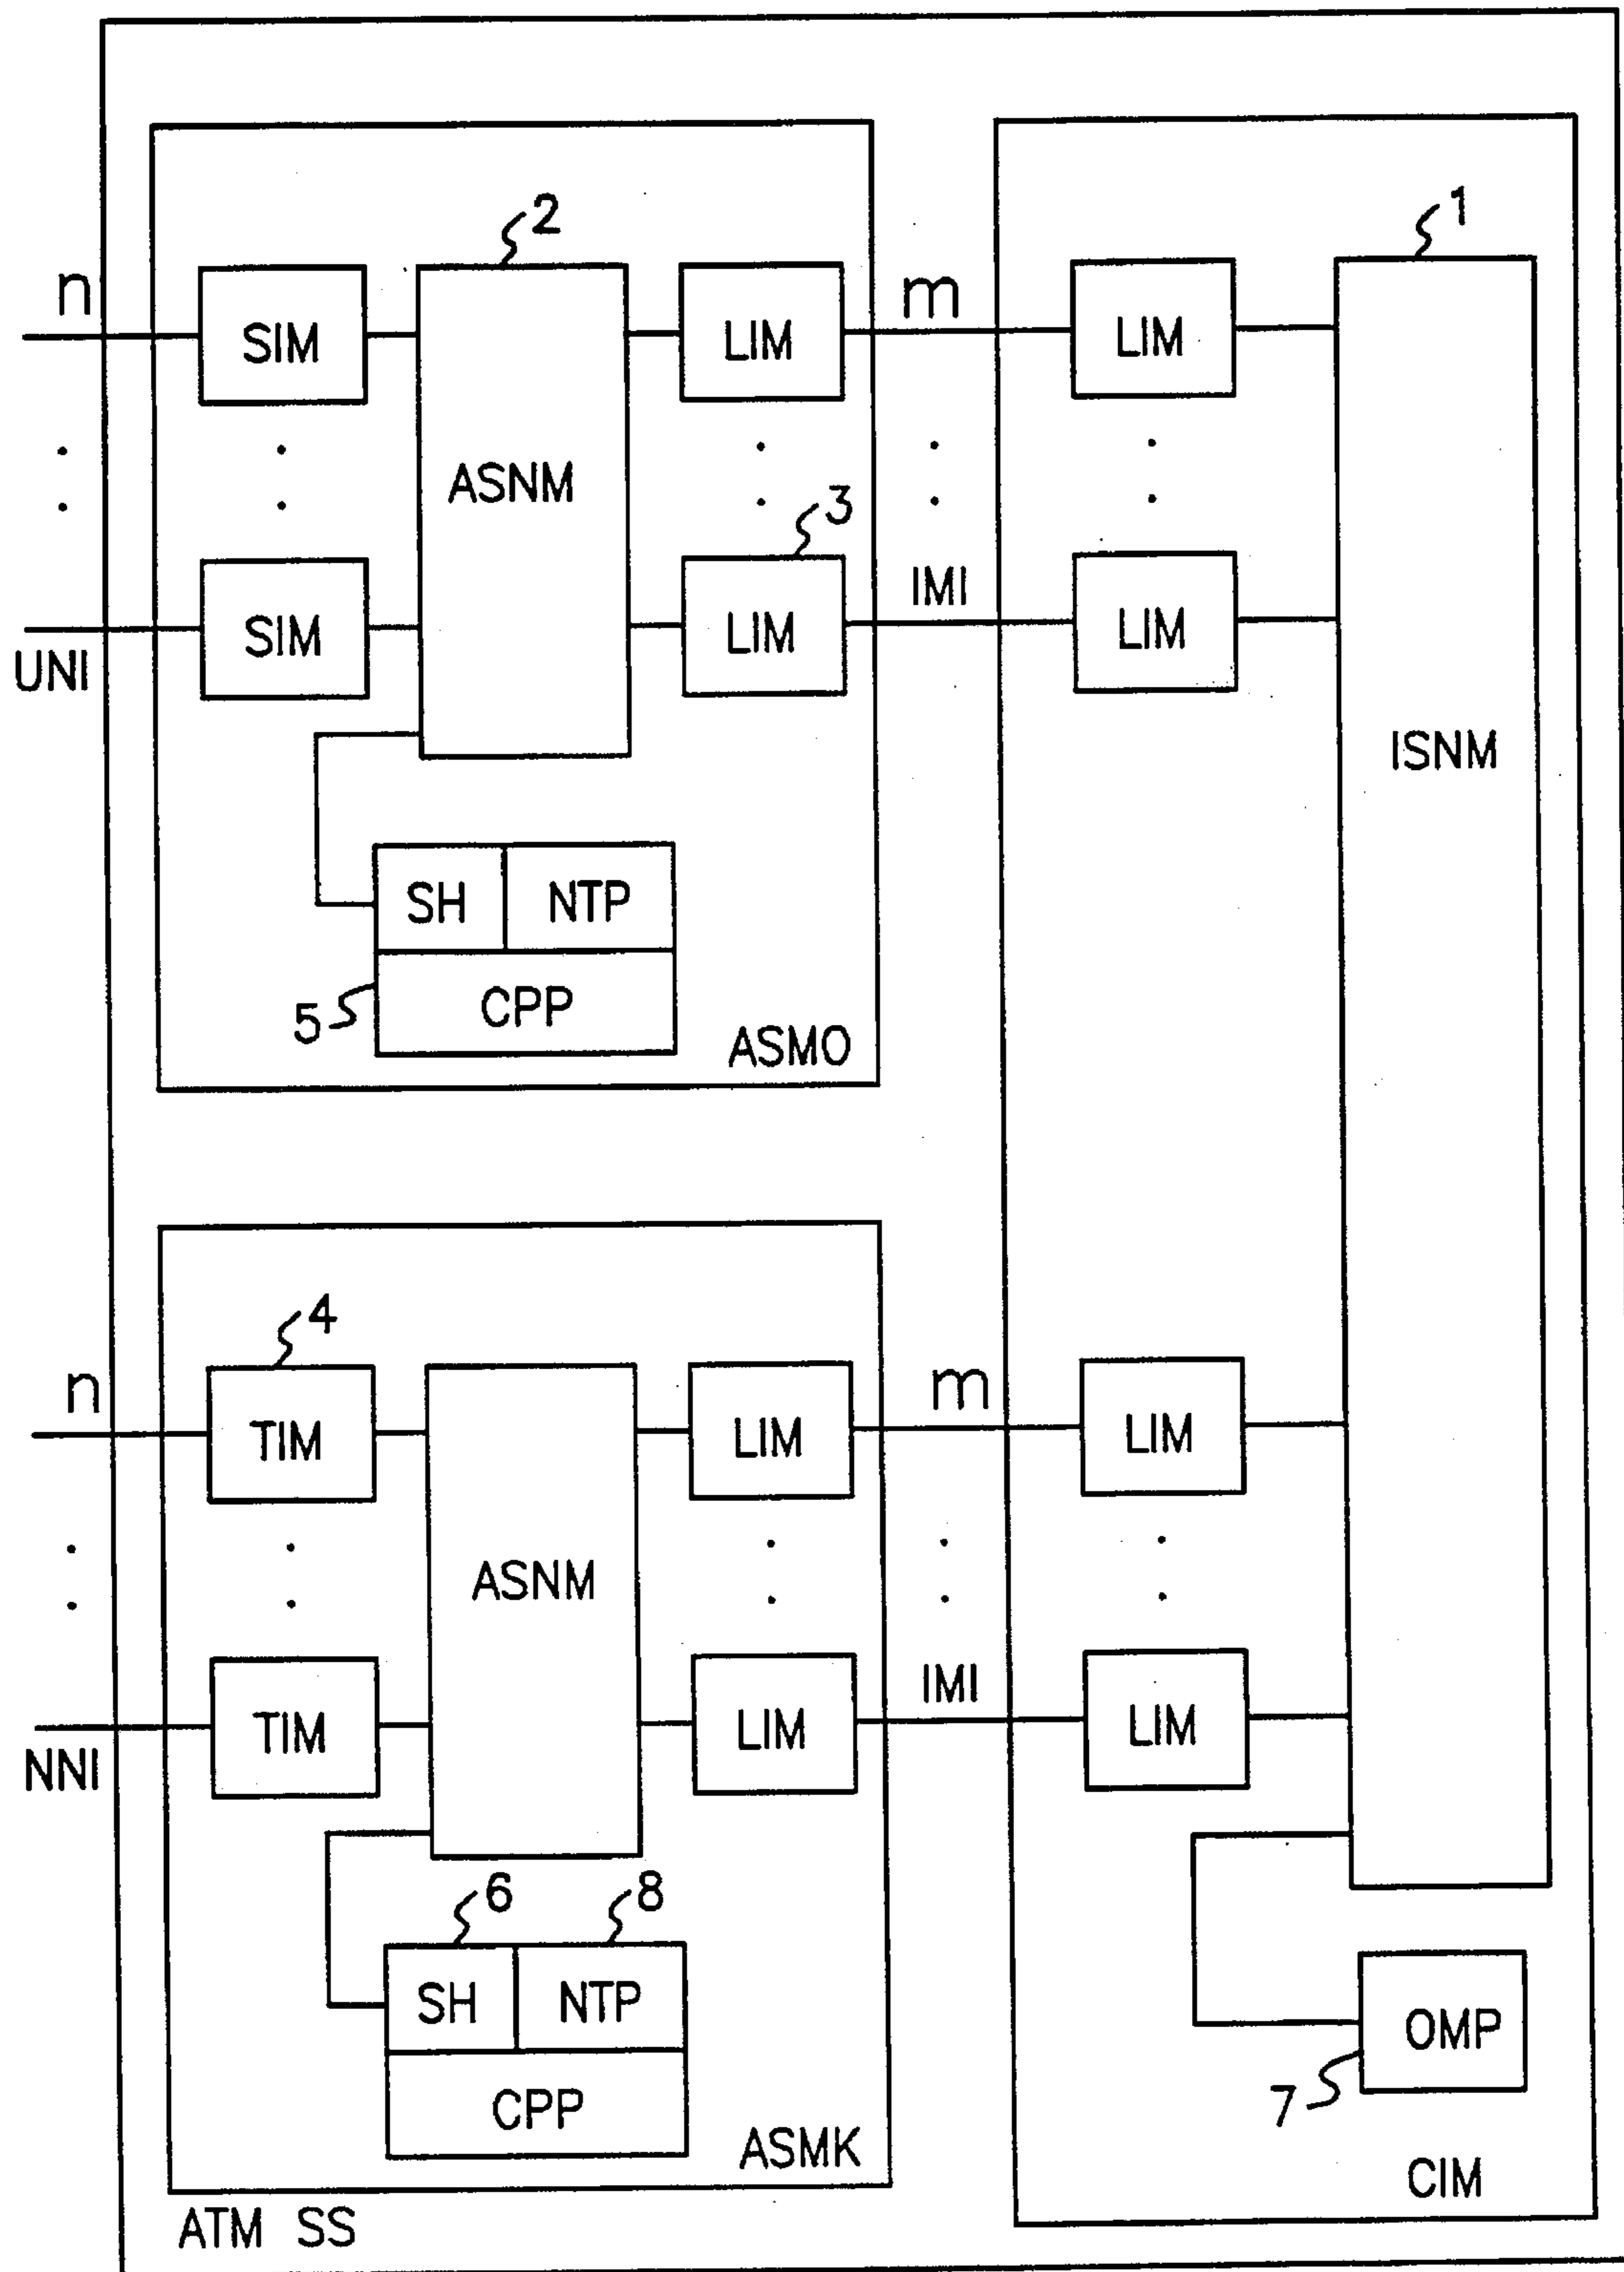 2
1
n
SIM
LIM
m
LIM
ASNM
3
ISNM
UNI
SIM
LIM
IMI
LIM
SH
NTP
5
CPP
ASMO
4
n
TIM
LIM
m
LIM
ASNM
NNI
TIM
LIM
IMI
LIM
6
8
SH
NTP
OMP
7
CPP
ASMK
CIM
ATM SS